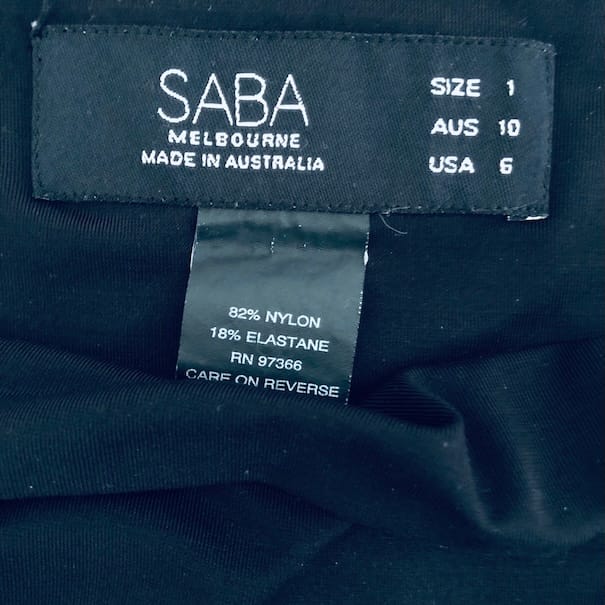 SABA
MELBOURNE
MADE IN AUSTRALIA
SIZE 1
AUS 10
USA 6
82% NYLON
18% ELASTANE
RN 97366
CARE ON REVERSE